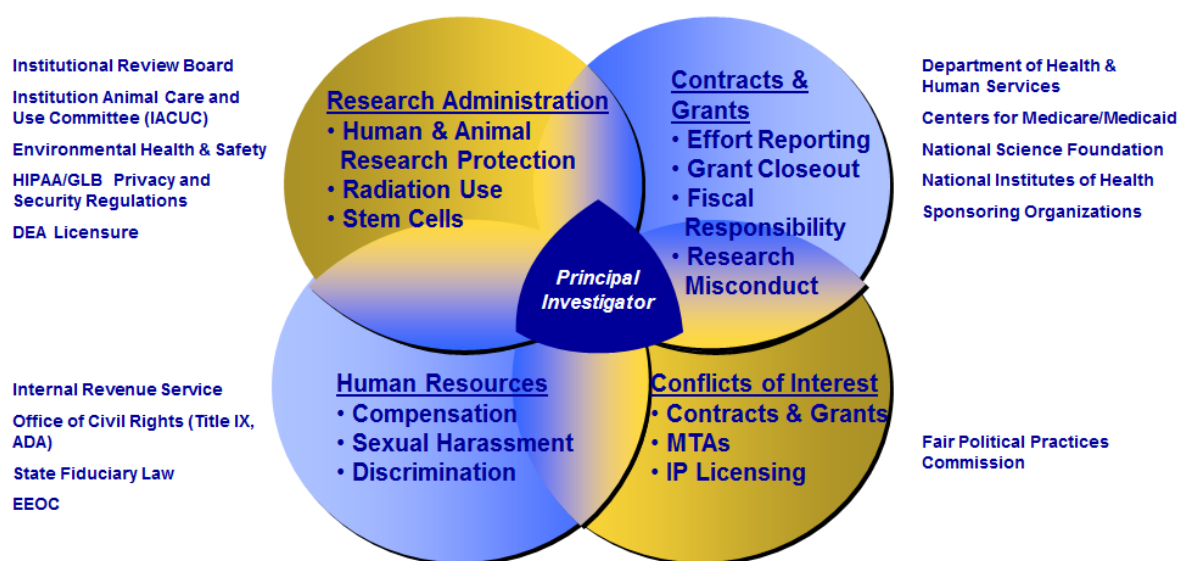 Institutional Review Board
Institution Animal Care and
Use Committee (IACUC)
Environmental Health & Safety
HIPAA/GLB Privacy and
Security Regulations
DEA Licensure
Research Administration
• Human & Animal
Research Protection
• Radiation Use
• Stem Cells
Contracts &
Grants
• Effort Reporting
• Grant Closeout
• Fiscal
Responsibility
• Research
Misconduct
Department of Health &
Human Services
Centers for Medicare/Medicaid
National Science Foundation
National Institutes of Health
Sponsoring Organizations
Principal
Investigator
Internal Revenue Service
Office of Civil Rights (Title IX,
ADA)
State Fiduciary Law
EEOC
Human Resources
• Compensation
• Sexual Harassment
• Discrimination
Conflicts of Interest
• Contracts & Grants
• MTAs
• IP Licensing
Fair Political Practices
Commission